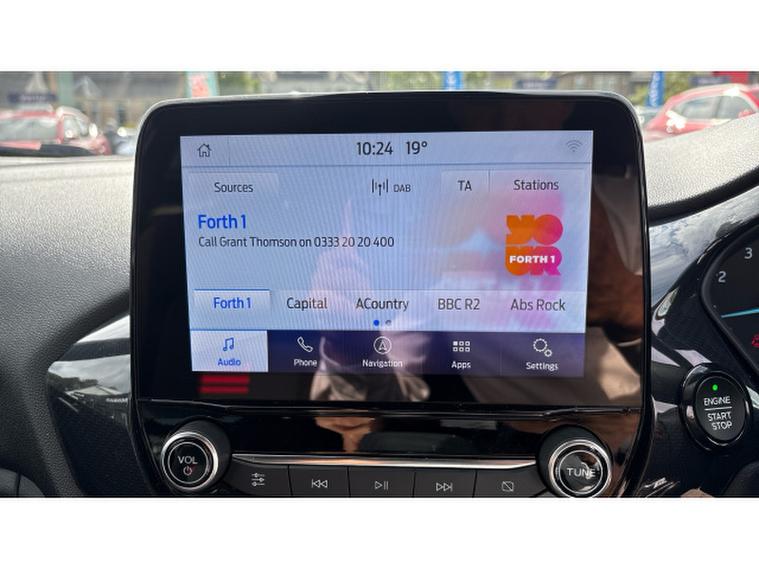 10:24 19°
Sources DAB TA Stations
Forth 1
Call Grant Thomson on 0333 20 20 400
YOUR
FORTH 1
Forth 1 Capital ACountry BBC R2 Abs Rock
Audio Phone Navigation Apps Settings
2 3
ENGINE
START
STOP
VOL
TUNE